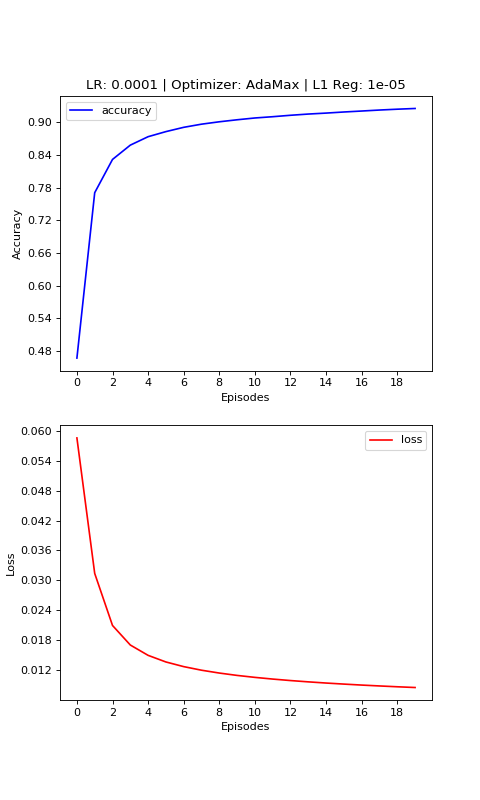 LR: 0.0001 | Optimizer: AdaMax | L1 Reg: 1e-05
accuracy
0.90
0.84
0.78
0.72
0.66
0.60
0.54
0.48
Accuracy
0 2 4 6 8 10 12 14 16 18
Episodes
loss
0.060
0.054
0.048
0.042
0.036
0.030
0.024
0.018
0.012
Loss
0 2 4 6 8 10 12 14 16 18
Episodes